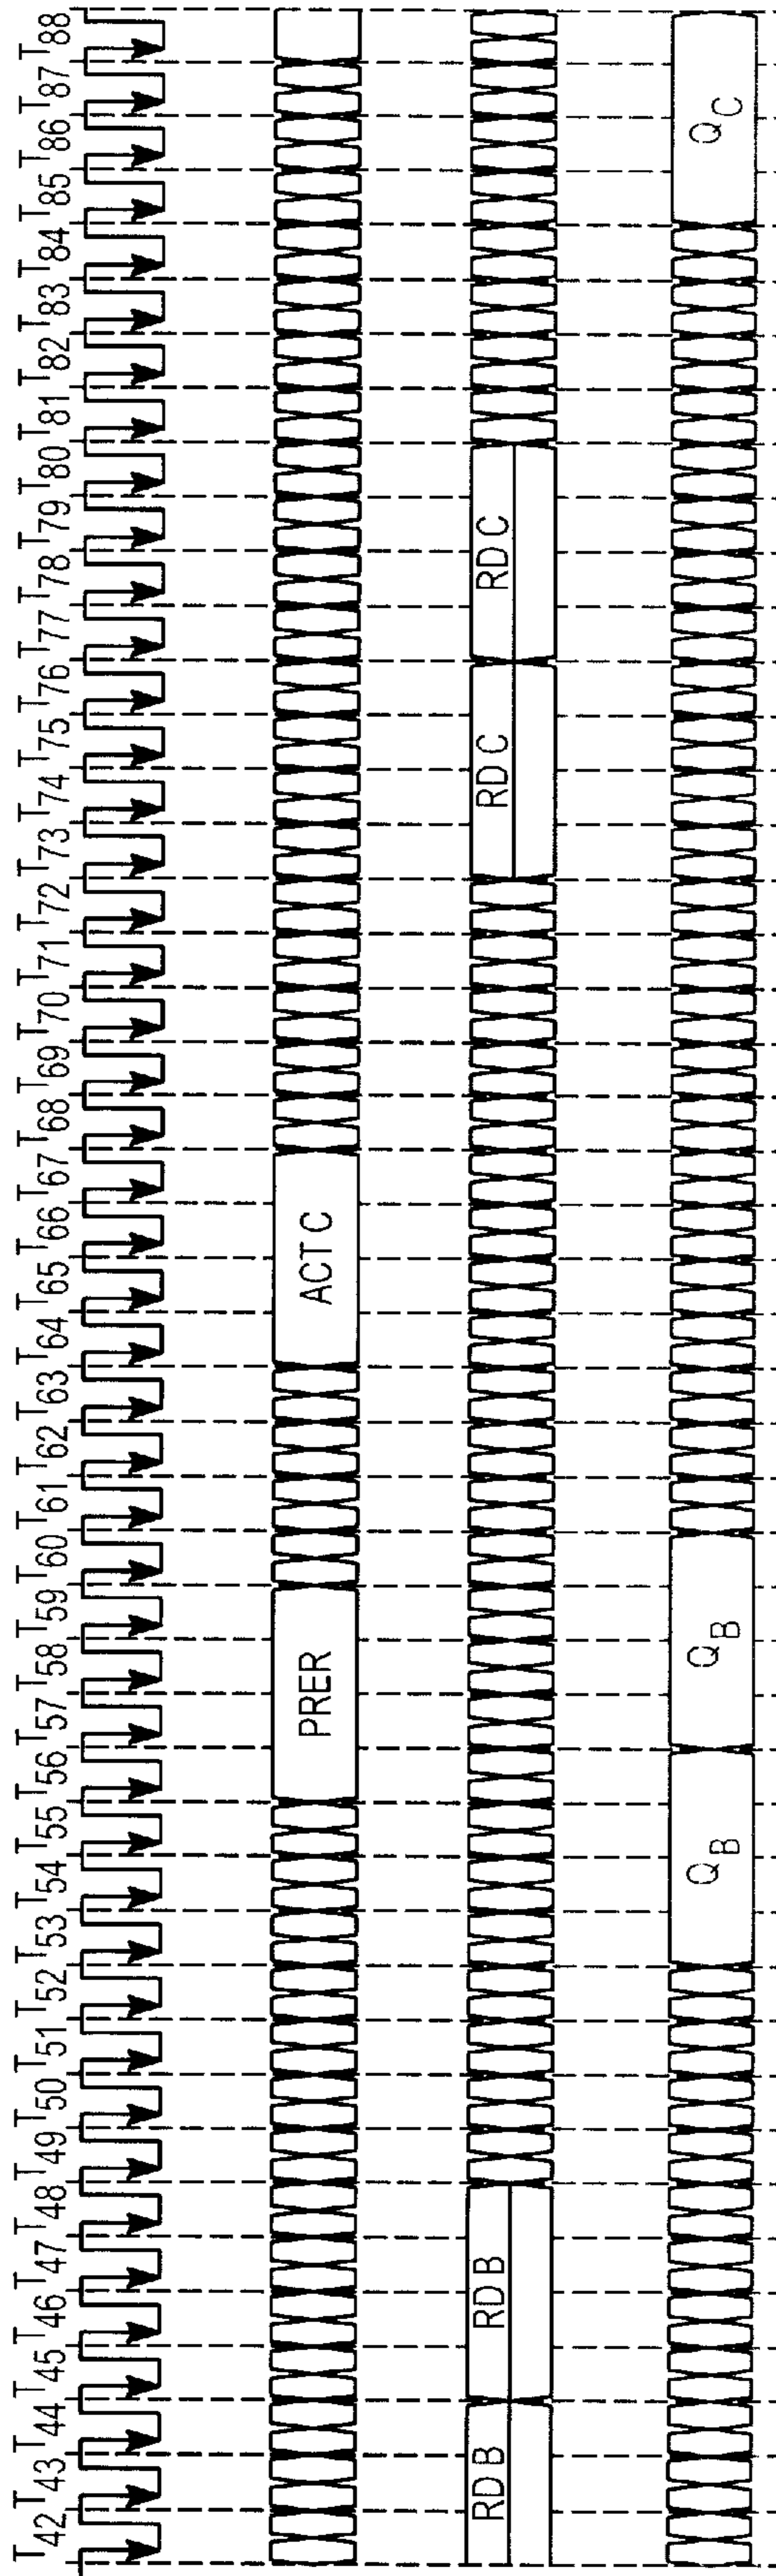 T42 T43 T44 T45 T46 T47 T48 T49 T50 T51 T52 T53 T54 T55 T56 T57 T58 T59 T60 T61 T62 T63 T64 T65 T66 T67 T68 T69 T70 T71 T72 T73 T74 T75 T76 T77 T78 T79 T80 T81 T82 T83 T84 T85 T86 T87 T88
PRER ACT C
RD B RD B RD C RD C
QB QB QC